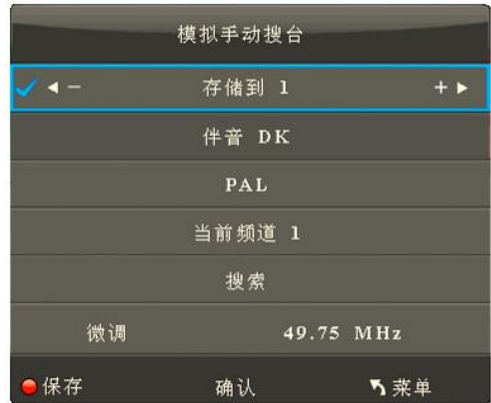 模拟手动搜台
− 存储到 1 +
伴音 DK
PAL
当前频道 1
搜索
微调 49.75 MHz
保存 确认 菜单